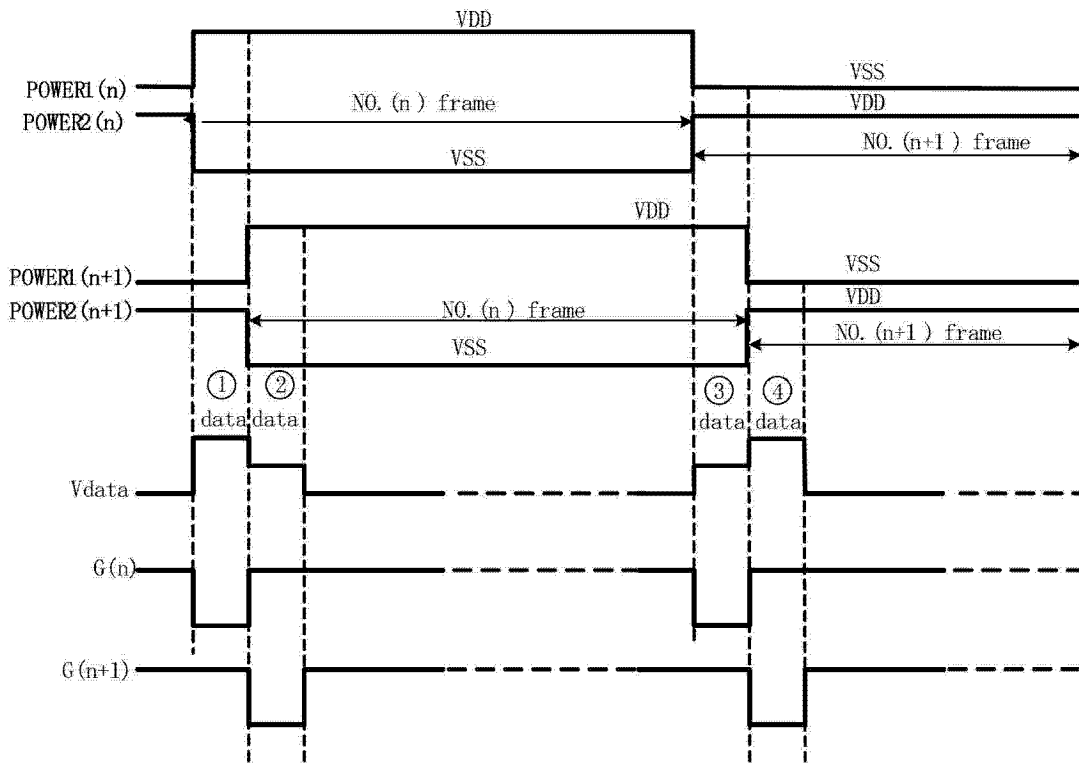 VDD
POWER1(n)
VSS
NO.(n) frame
VDD
POWER2(n)
NO.(n+1) frame
VSS
VDD
POWER1(n+1)
VSS
POWER2(n+1)
VDD
NO.(n) frame
NO.(n+1) frame
VSS
① ② ③ ④
data data data data
Vdata
G(n)
G(n+1)